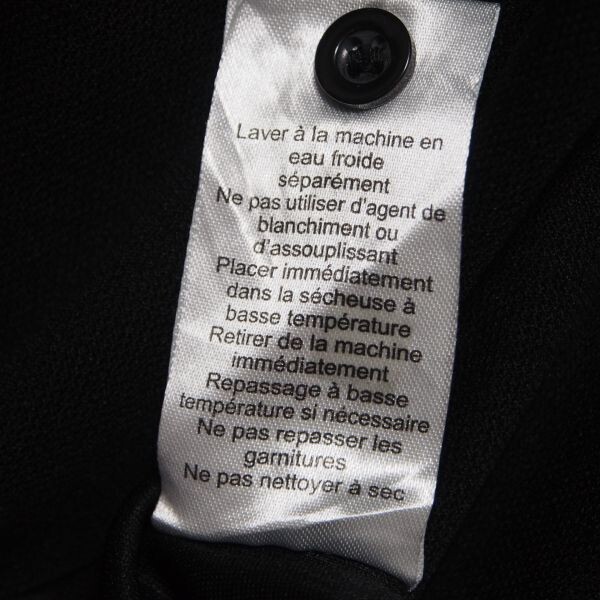 Laver à la machine en
eau froide
séparément
Ne pas utiliser d'agent de
blanchiment ou
d'assouplissant
Placer immédiatement
dans la sécheuse à
basse température
Retirer de la machine
immédiatement
Repassage à basse
température si nécessaire
Ne pas repasser les
garnitures
Ne pas nettoyer à sec